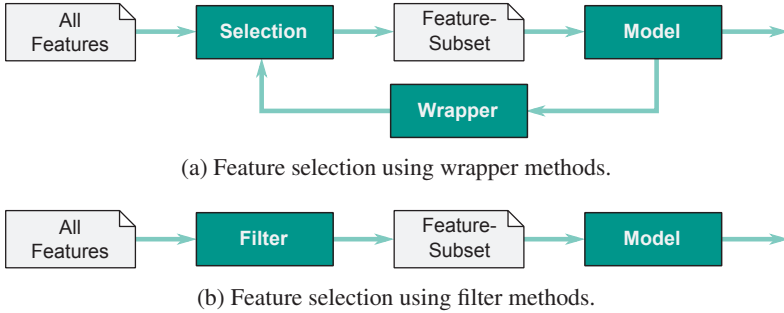 All
Features
Selection
Feature-
Subset
Model
Wrapper
(a) Feature selection using wrapper methods.
All
Features
Filter
Feature-
Subset
Model
(b) Feature selection using filter methods.